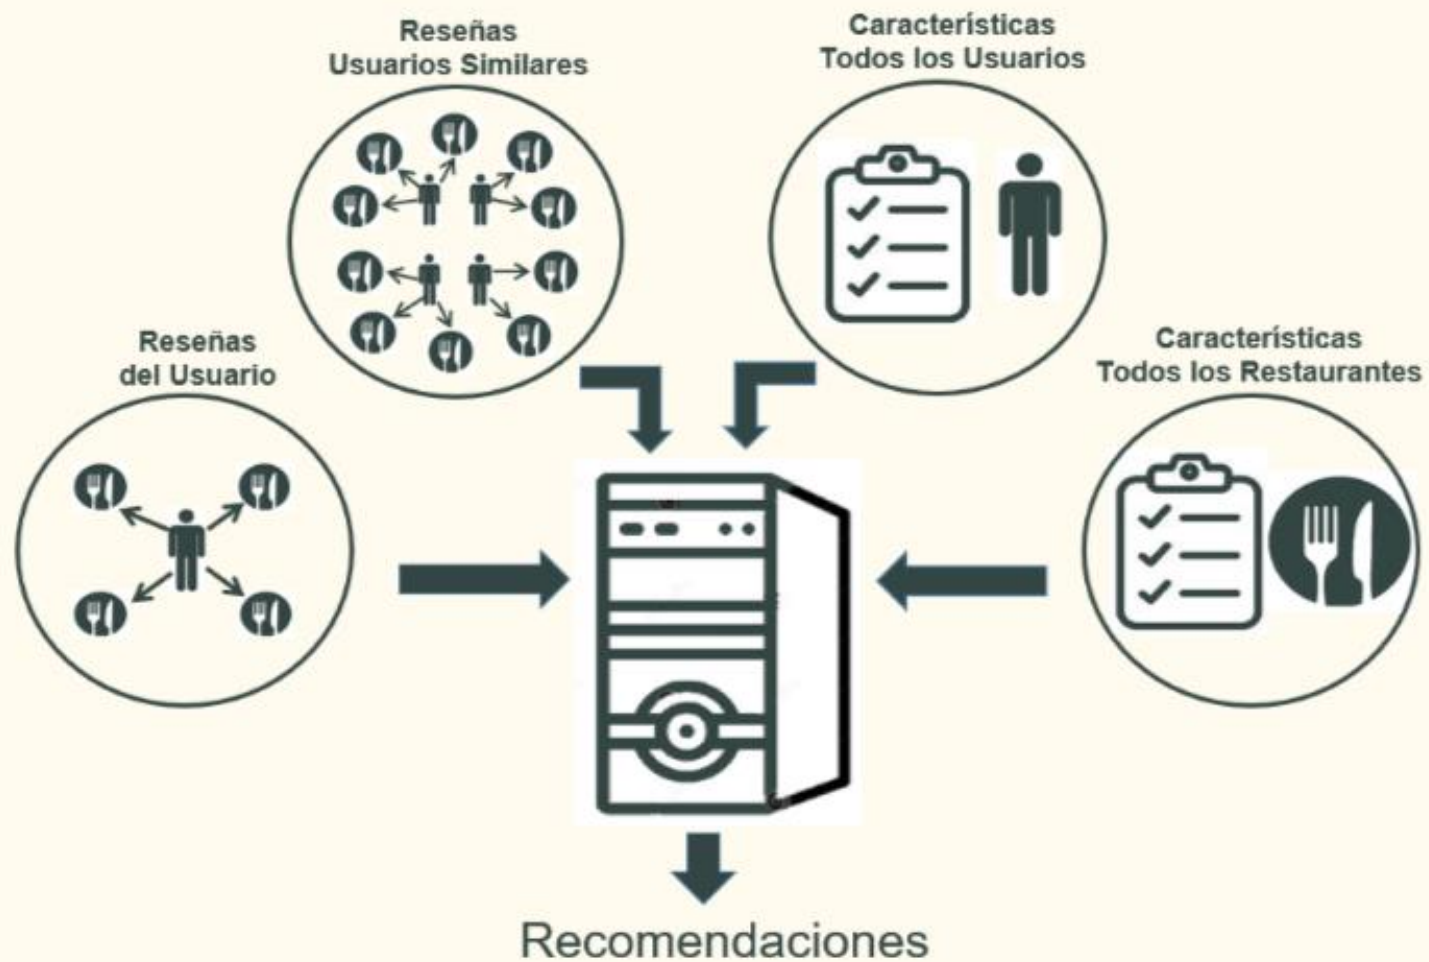 Reseñas
Usuarios Similares
Características
Todos los Usuarios
Reseñas
del Usuario
Características
Todos los Restaurantes
Recomendaciones